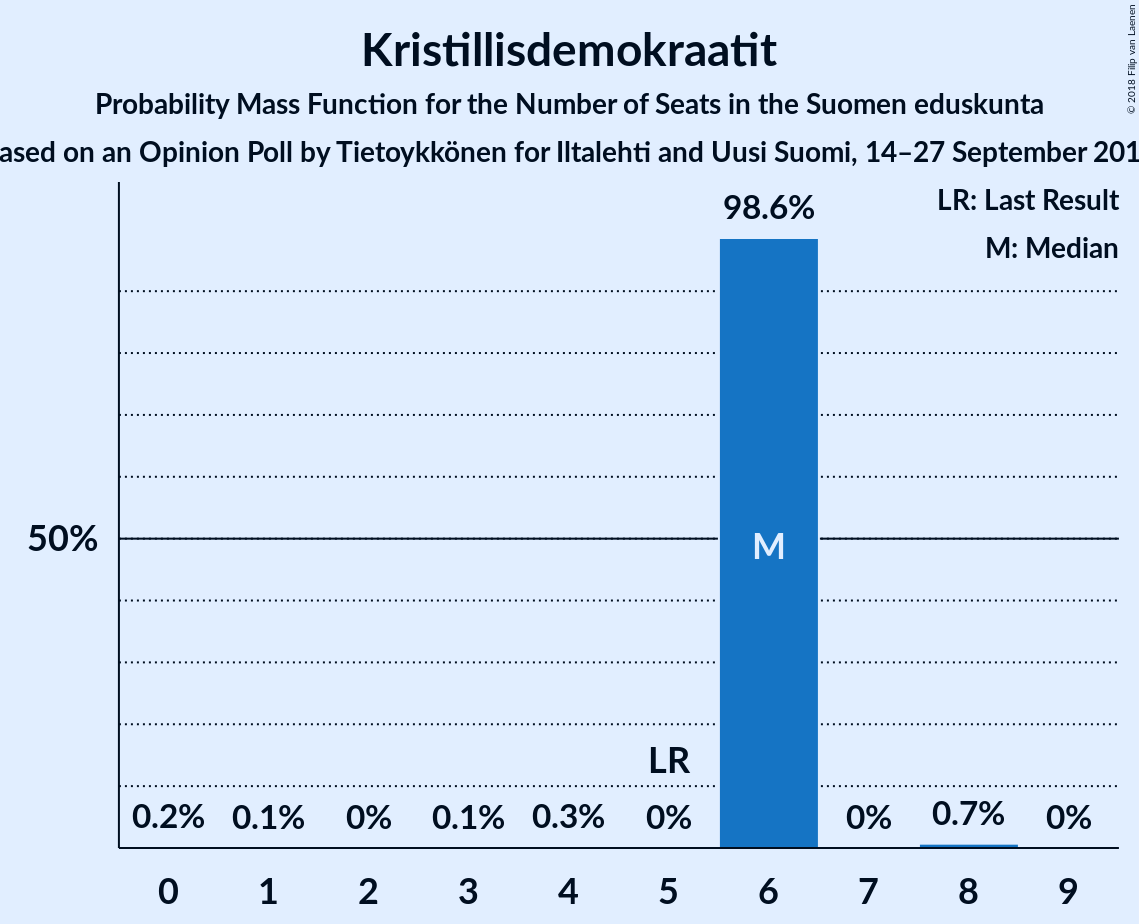 Kristillisdemokraatit
Probability Mass Function for the Number of Seats in the Suomen eduskunta
ased on an Opinion Poll by Tietoykkönen for Iltalehti and Uusi Suomi, 14–27 September 201
© 2018 Filip van Laenen
LR: Last Result
M: Median
98.6%
50%
M
LR
0.2% 0.1% 0% 0.1% 0.3% 0% 0% 0.7% 0%
0 1 2 3 4 5 6 7 8 9